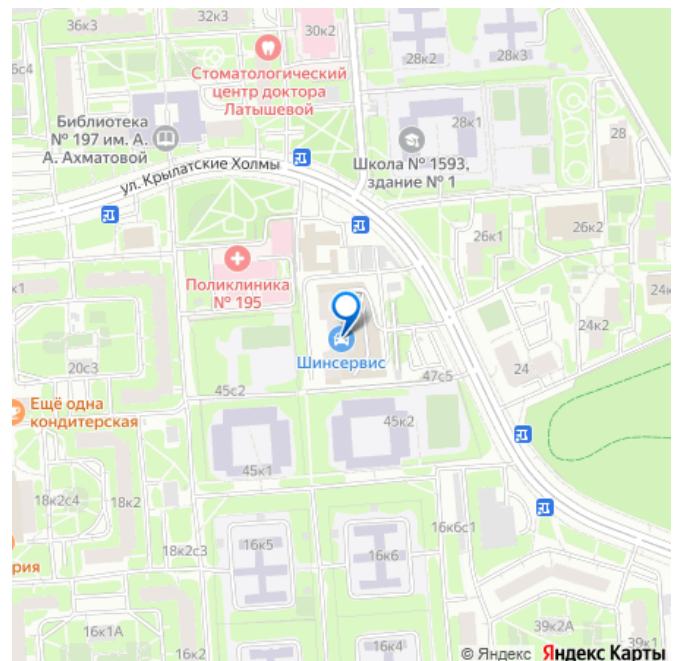 36к3
32к3
30к2
28к2
28к3
6с4
Стоматологический
центр доктора
Латышевой
Библиотека
№ 197 им. А.
А. Ахматовой
28к1
28
Школа № 1593,
здание № 1
ул. Крылатские Холмы
26к1
26к2
Поликлиника
№ 195
к1
24к
24к2
20с3
Шинсервис
24
47с5
45с2
Ещё одна
кондитерская
45к2
45к1
18к2с4
18к2
16к6с1
18к2с3
16к5
16к6
рия
16к1А
39к2А
16к4
16к2
© Яндекс Яндекс Карты